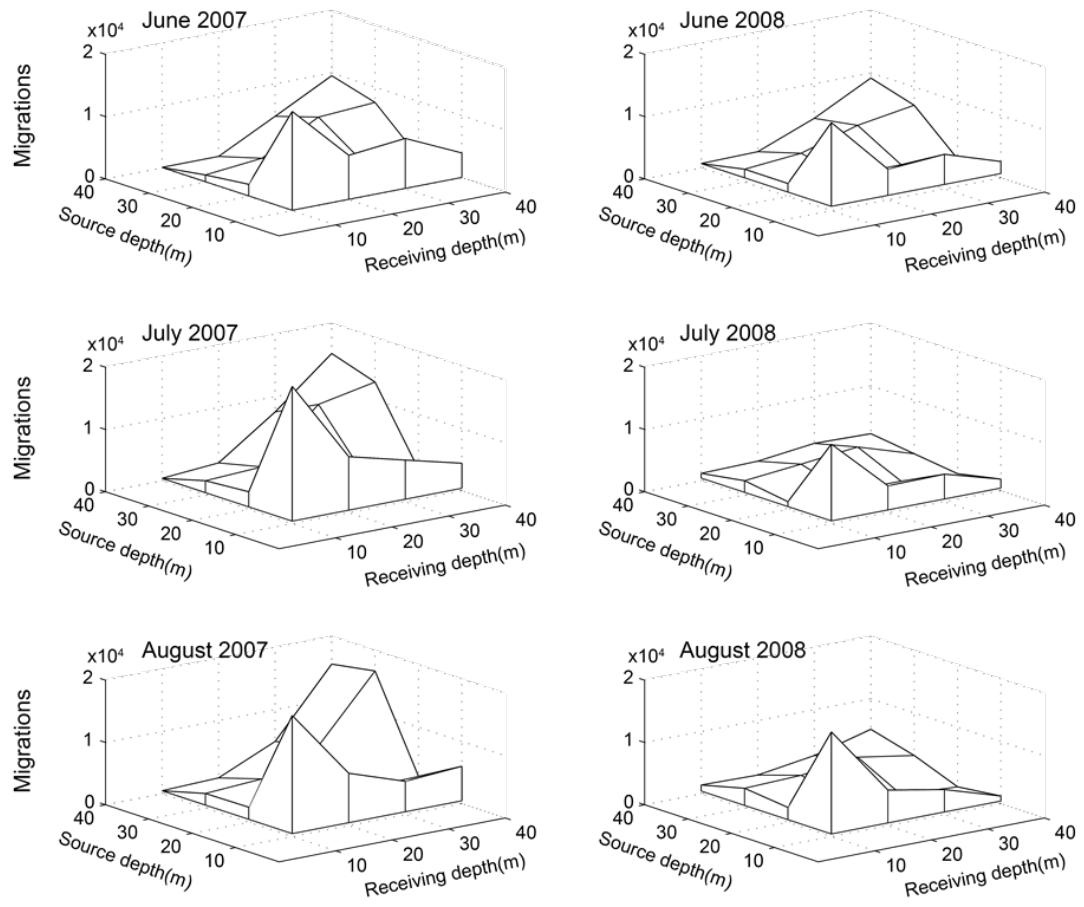 June 2007
x10⁴
2
1
0
Migrations
40
30
20
10
Source depth(m)
10
20
30
40
Receiving depth(m)
June 2008
x10⁴
2
1
0
40
30
20
10
Source depth(m)
10
20
30
40
Receiving depth(m)
July 2007
x10⁴
2
1
0
Migrations
40
30
20
10
Source depth(m)
10
20
30
40
Receiving depth(m)
July 2008
x10⁴
2
1
0
40
30
20
10
Source depth(m)
10
20
30
40
Receiving depth(m)
August 2007
x10⁴
2
1
0
Migrations
40
30
20
10
Source depth(m)
10
20
30
40
Receiving depth(m)
August 2008
x10⁴
2
1
0
40
30
20
10
Source depth(m)
10
20
30
40
Receiving depth(m)